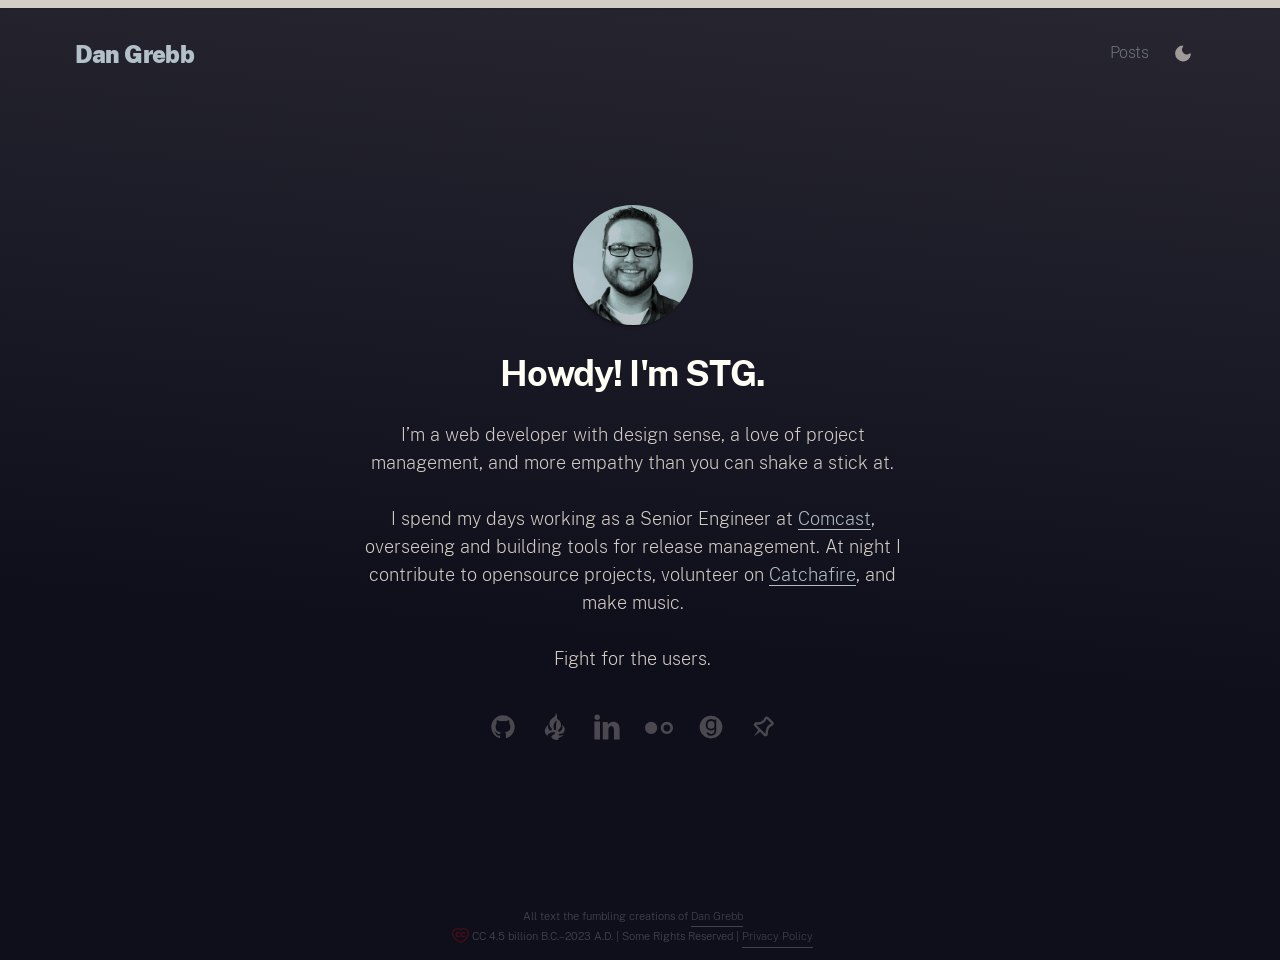 Dan Grebb
Posts
Howdy! I'm STG.
I’m a web developer with design sense, a love of project
management, and more empathy than you can shake a stick at.
I spend my days working as a Senior Engineer at Comcast,
overseeing and building tools for release management. At night I
contribute to opensource projects, volunteer on Catchafire, and
make music.
Fight for the users.
All text the fumbling creations of Dan Grebb
CC 4.5 billion B.C.–2023 A.D. | Some Rights Reserved | Privacy Policy